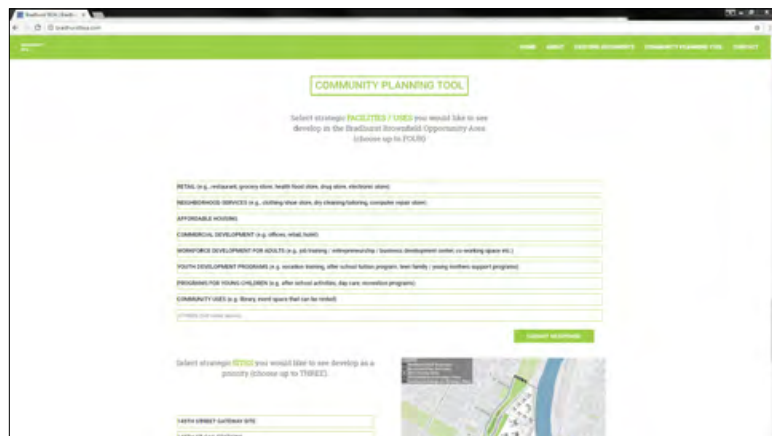 bradhurstboa.com
HOME ABOUT EXISTING DOCUMENTS COMMUNITY PLANNING TOOL CONTACT
COMMUNITY PLANNING TOOL
Select strategic FACILITIES / USES you would like to see
develop in the Bradhurst Brownfield Opportunity Area
(choose up to FOUR)
RETAIL (e.g., restaurant, grocery store, health food store, drug store, electronic store)
NEIGHBORHOOD SERVICES (e.g., clothing/shoe store, dry cleaning/tailoring, computer repair store)
AFFORDABLE HOUSING
COMMERCIAL DEVELOPMENT (e.g. offices, retail, hotel)
WORKFORCE DEVELOPMENT FOR ADULTS (e.g. job training / entrepreneurship / business development center, co-working space etc.)
YOUTH DEVELOPMENT PROGRAMS (e.g. vocation training, after school tuition program, teen family / young mothers support programs)
PROGRAMS FOR YOUNG CHILDREN (e.g. after school activities, day care, recreation programs)
COMMUNITY USES (e.g. library, event space that can be rented)
Select strategic SITES you would like to see develop as a
priority (choose up to THREE).
145TH STREET GATEWAY SITE